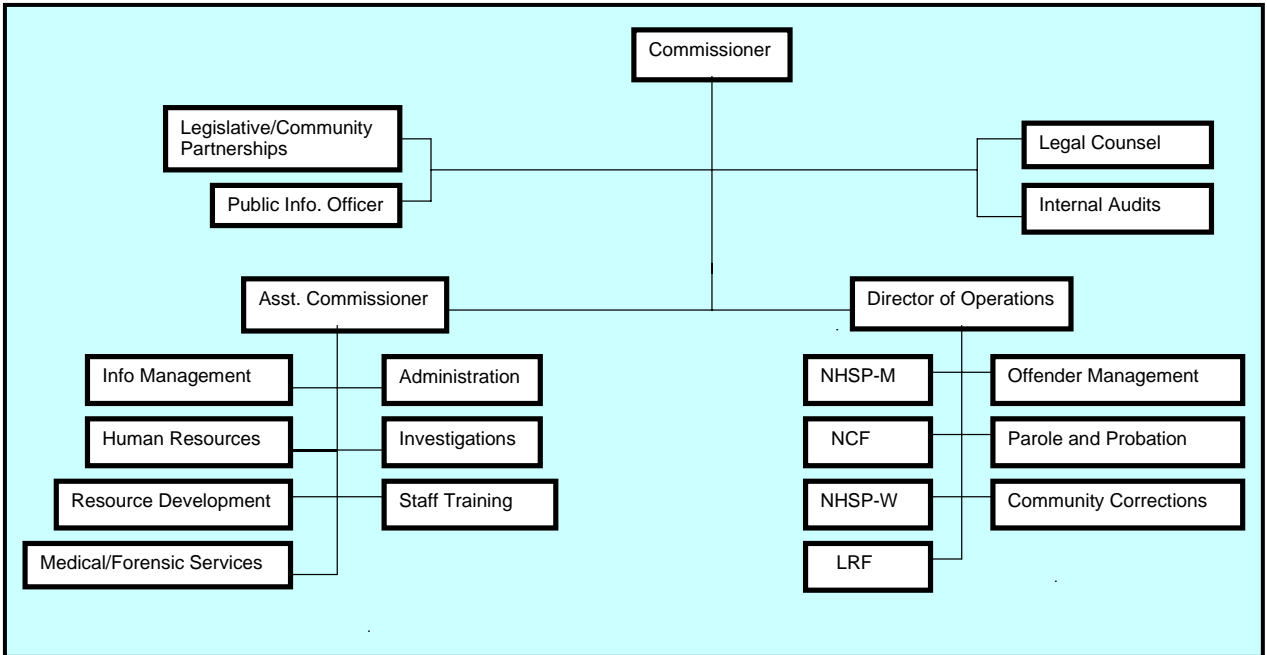 Commissioner
Legislative/Community
Partnerships
Legal Counsel
Public Info. Officer
Internal Audits
Asst. Commissioner
Director of Operations
Info Management
Administration
NHSP-M
Offender Management
Human Resources
Investigations
NCF
Parole and Probation
Resource Development
Staff Training
NHSP-W
Community Corrections
Medical/Forensic Services
LRF